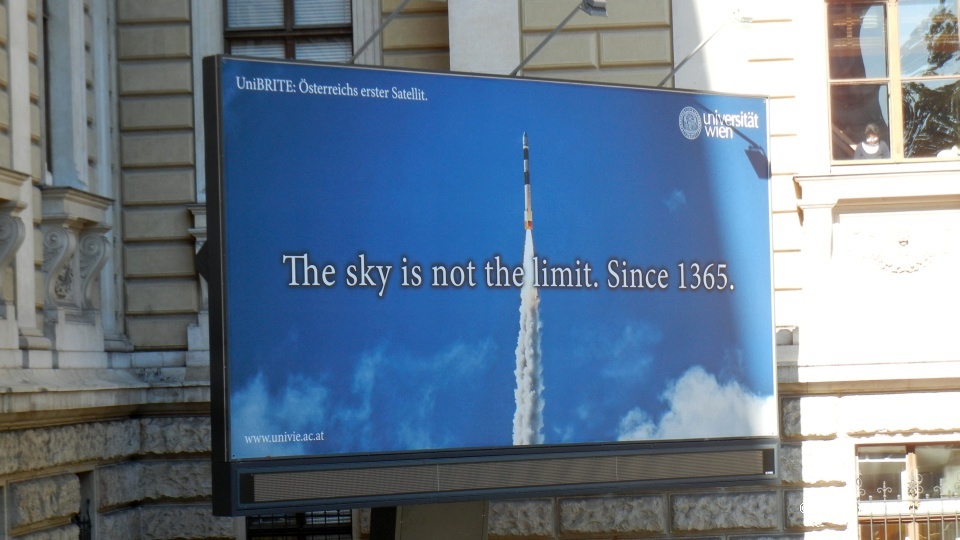 UniBRITE: Österreichs erster Satellit.
universität
wien
The sky is not the limit. Since 1365.
www.univie.ac.at